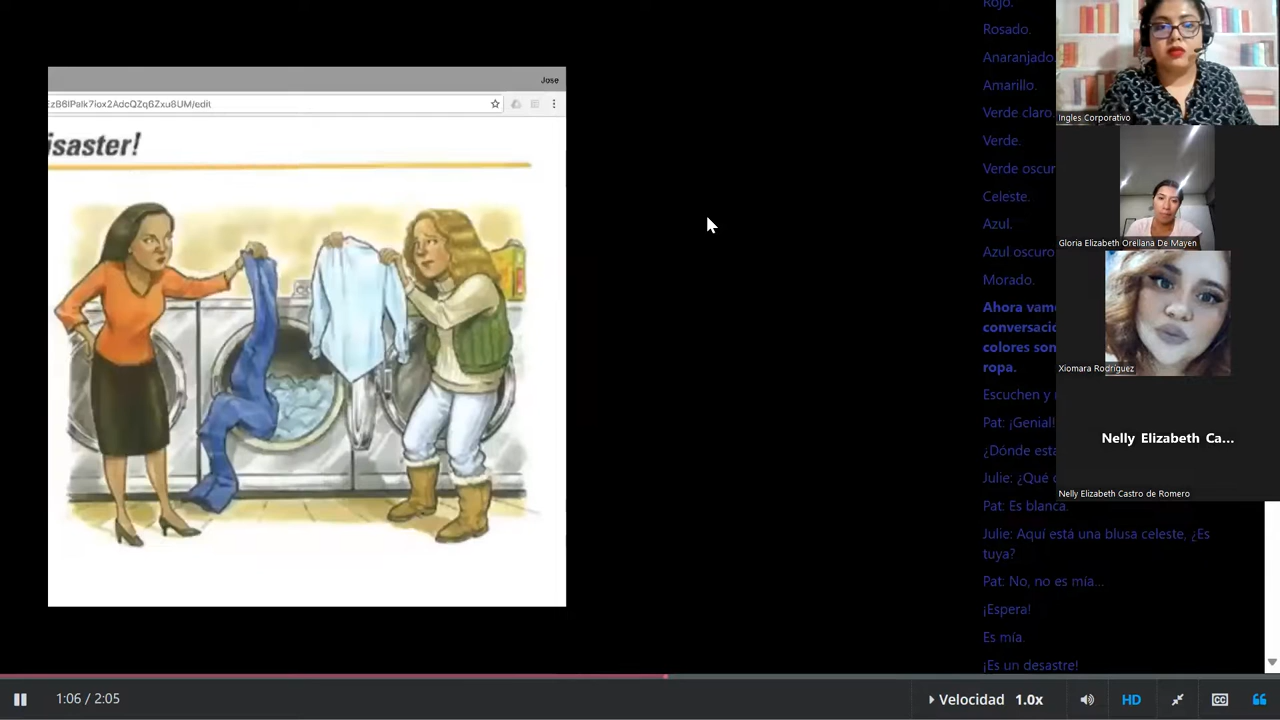 Jose
EzB6lPalk7iox2AdcQZq6Zxu8UM/edit
isaster!
Rojo.
Rosado.
Anaranjado.
Amarillo.
Verde claro.
Verde.
Verde oscuro
Celeste.
Azul.
Azul oscuro
Morado.
Ahora vam
conversació
colores son
ropa.
Escuchen y
Pat: ¡Genial!
¿Dónde está
Julie: ¿Qué
Pat: Es blanca.
Julie: Aquí está una blusa celeste, ¿Es
tuya?
Pat: No, no es mía...
¡Espera!
Es mía.
¡Es un desastre!
Ingles Corporativo
Gloria Elizabeth Orellana De Mayen
Xiomara Rodriguez
Nelly Elizabeth Ca...
Nelly Elizabeth Castro de Romero
1:06 / 2:05
Velocidad 1.0x
HD
CC